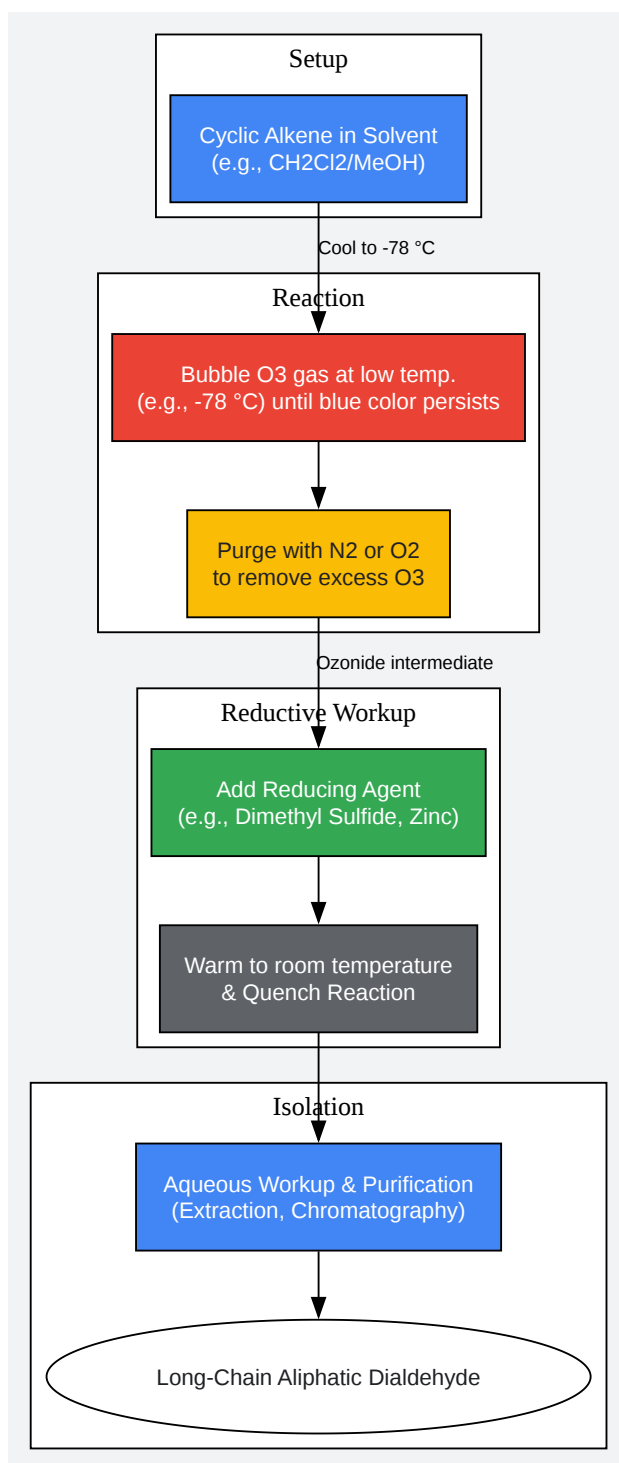 Setup
Cyclic Alkene in Solvent
(e.g., CH2Cl2/MeOH)
Cool to -78 °C
Reaction
Bubble O3 gas at low temp.
(e.g., -78 °C) until blue color persists
Purge with N2 or O2
to remove excess O3
Ozonide intermediate
Reductive Workup
Add Reducing Agent
(e.g., Dimethyl Sulfide, Zinc)
Warm to room temperature
& Quench Reaction
Isolation
Aqueous Workup & Purification
(Extraction, Chromatography)
Long-Chain Aliphatic Dialdehyde